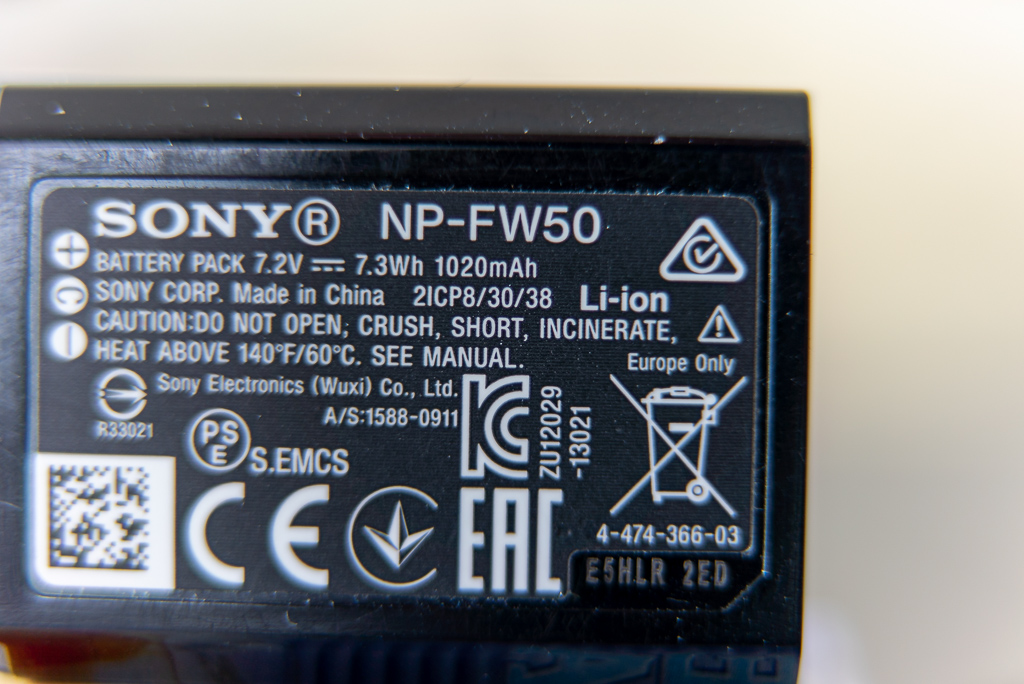 SONY® NP-FW50
BATTERY PACK 7.2V ⎓ 7.3Wh 1020mAh
SONY CORP. Made in China 2ICP8/30/38 Li-ion
CAUTION:DO NOT OPEN, CRUSH, SHORT, INCINERATE,
HEAT ABOVE 140°F/60°C. SEE MANUAL.
+
C
−
Europe Only
Sony Electronics (Wuxi) Co., Ltd.
A/S:1588-0911
R33021
PS
E
S.EMCS
KC
ZU12029
-13021
CE
EAC
4-474-366-03
E5HLR 2ED